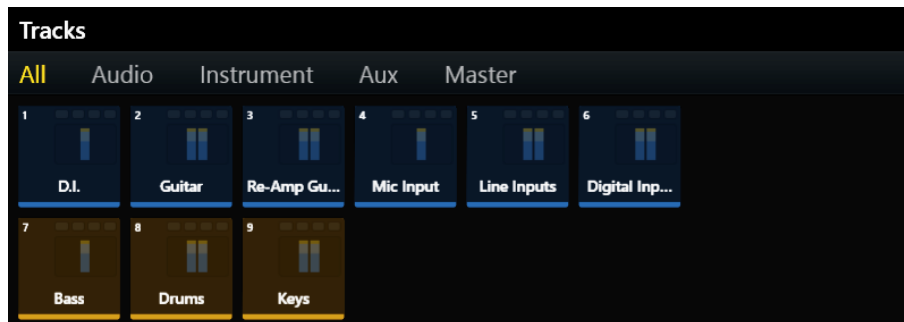 Tracks
All Audio Instrument Aux Master
1 2 3 4 5 6
D.I. Guitar Re-Amp Gu... Mic Input Line Inputs Digital Inp...
7 8 9
Bass Drums Keys